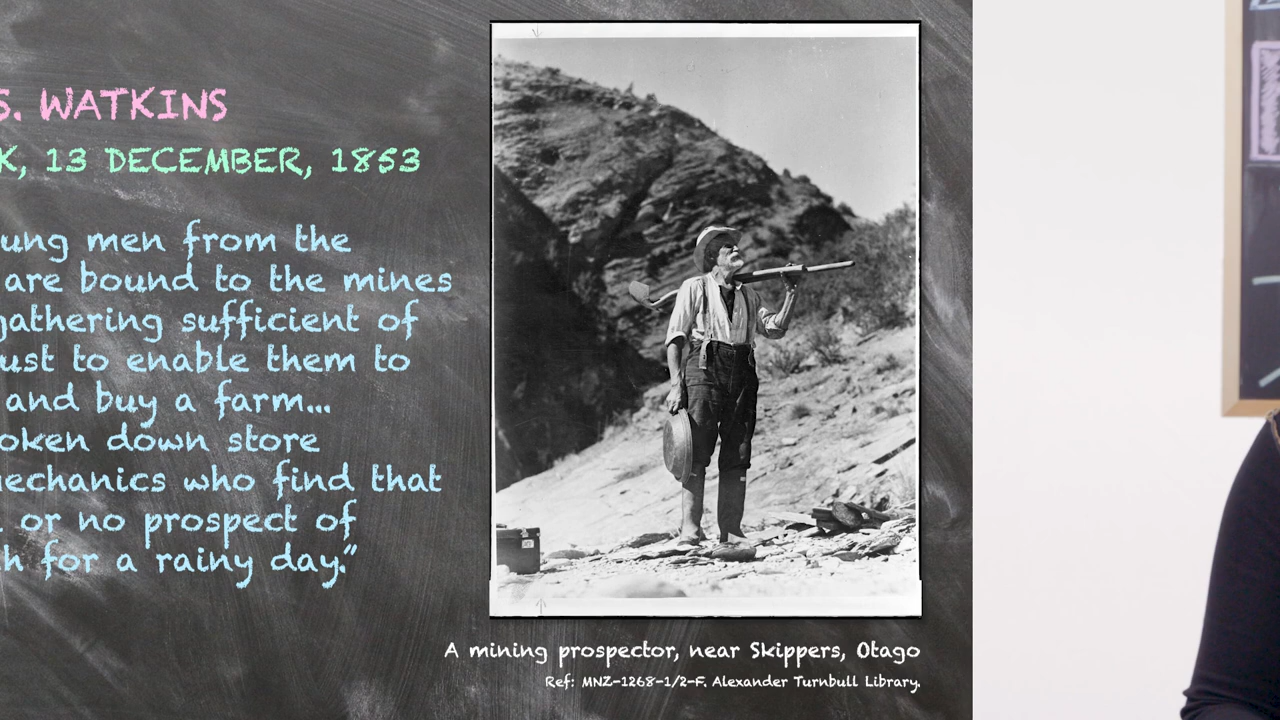 S. WATKINS
K, 13 DECEMBER, 1853
ung men from the
are bound to the mines
gathering sufficient of
ust to enable them to
and buy a farm...
oken down store
mechanics who find that
or no prospect of
h for a rainy day."
A mining prospector, near Skippers, Otago
Ref: MNZ-1268-1/2-F. Alexander Turnbull Library.